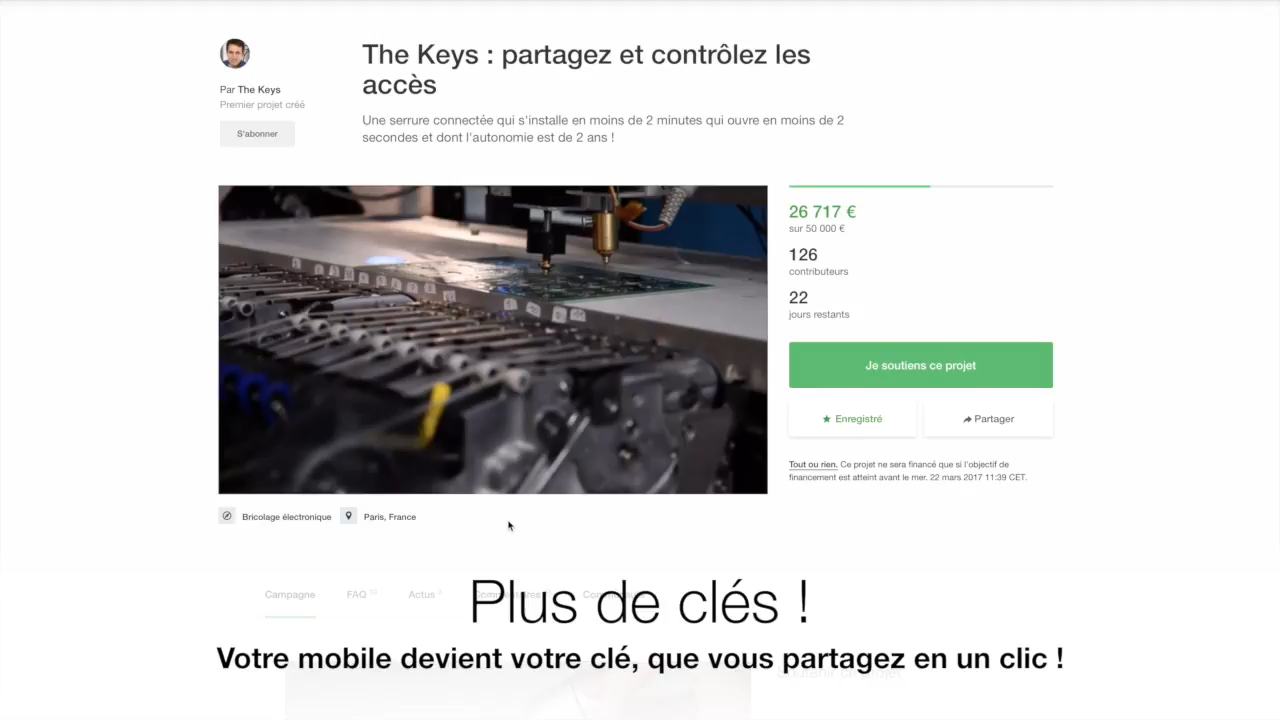 The Keys : partagez et contrôlez les
accès
Par The Keys
Premier projet créé
S'abonner
Une serrure connectée qui s'installe en moins de 2 minutes qui ouvre en moins de 2
secondes et dont l'autonomie est de 2 ans !
26 717 €
sur 50 000 €
126
contributeurs
22
jours restants
Je soutiens ce projet
Enregistré
Partager
Tout ou rien. Ce projet ne sera financé que si l'objectif de
financement est atteint avant le mer. 22 mars 2017 11:39 CET.
Bricolage électronique
Paris, France
Campagne
FAQ
Actus
Plus de clés !
Votre mobile devient votre clé, que vous partagez en un clic !